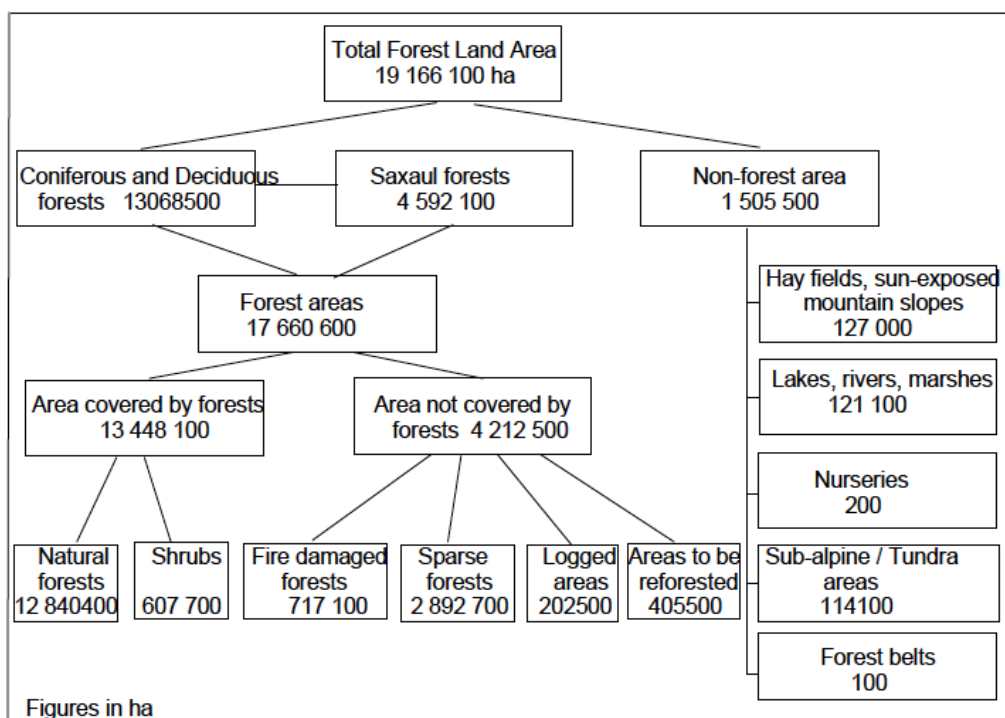 Total Forest Land Area
19 166 100 ha
Coniferous and Deciduous
forests 13068500
Saxaul forests
4 592 100
Non-forest area
1 505 500
Forest areas
17 660 600
Hay fields, sun-exposed
mountain slopes
127 000
Lakes, rivers, marshes
121 100
Area covered by forests
13 448 100
Area not covered by
forests 4 212 500
Nurseries
200
Natural
forests
12 840400
Shrubs
607 700
Fire damaged
forests
717 100
Sparse
forests
2 892 700
Logged
areas
202500
Areas to be
reforested
405500
Sub-alpine / Tundra
areas
114100
Forest belts
100
Figures in ha